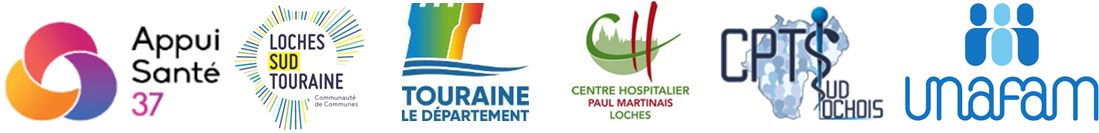 Appui
Santé
37
LOCHES
SUD
TOURAINE
Communauté
de Communes
TOURAINE
LE DÉPARTEMENT
CENTRE HOSPITALIER
PAUL MARTINAIS
LOCHES
CPTS
SUD
LOCHOIS
unafam